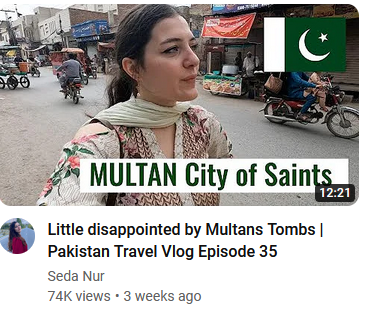 MULTAN City of Saints
12:21
Little disappointed by Multans Tombs |
Pakistan Travel Vlog Episode 35
Seda Nur
74K views • 3 weeks ago